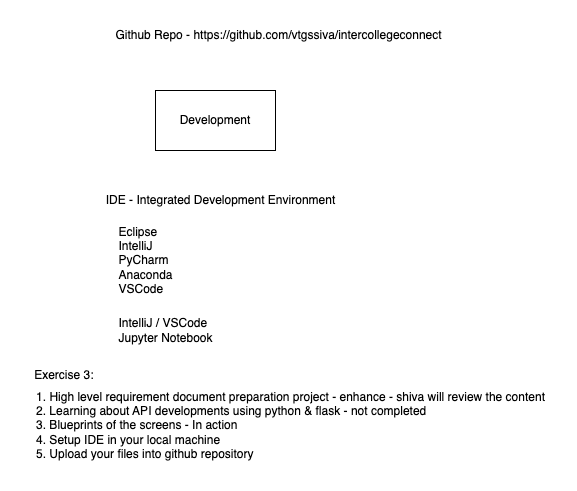 Github Repo - https://github.com/vtgssiva/intercollegeconnect
Development
IDE - Integrated Development Environment
Eclipse
IntelliJ
PyCharm
Anaconda
VSCode
IntelliJ / VSCode
Jupyter Notebook
Exercise 3:
1. High level requirement document preparation project - enhance - shiva will review the content
2. Learning about API developments using python & flask - not completed
3. Blueprints of the screens - In action
4. Setup IDE in your local machine
5. Upload your files into github repository